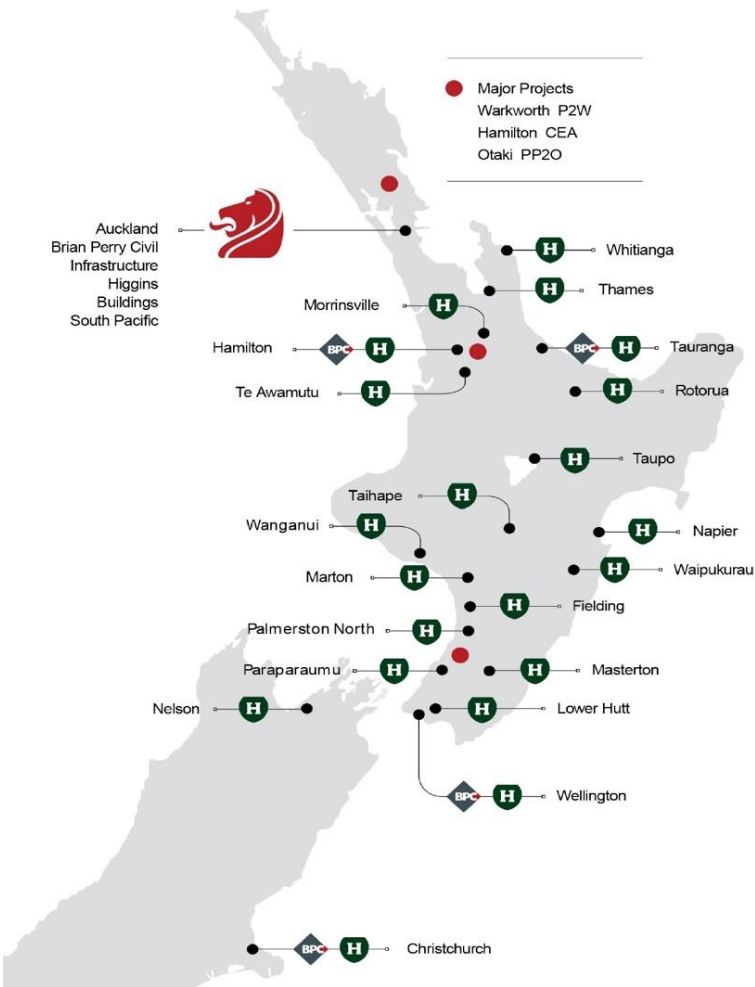 Major Projects
Warkworth P2W
Hamilton CEA
Otaki PP2O
Auckland
Brian Perry Civil
Infrastructure
Higgins
Buildings
South Pacific
H Whitianga
H Thames
Morrinsville H
Hamilton BPC H
BPC H Tauranga
Te Awamutu H
H Rotorua
H Taupo
Taihape H
Wanganui H
H Napier
Marton H
H Waipukurau
H Fielding
Palmerston North H
Paraparaumu H
H Masterton
Nelson H
H Lower Hutt
BPC H Wellington
BPC H Christchurch